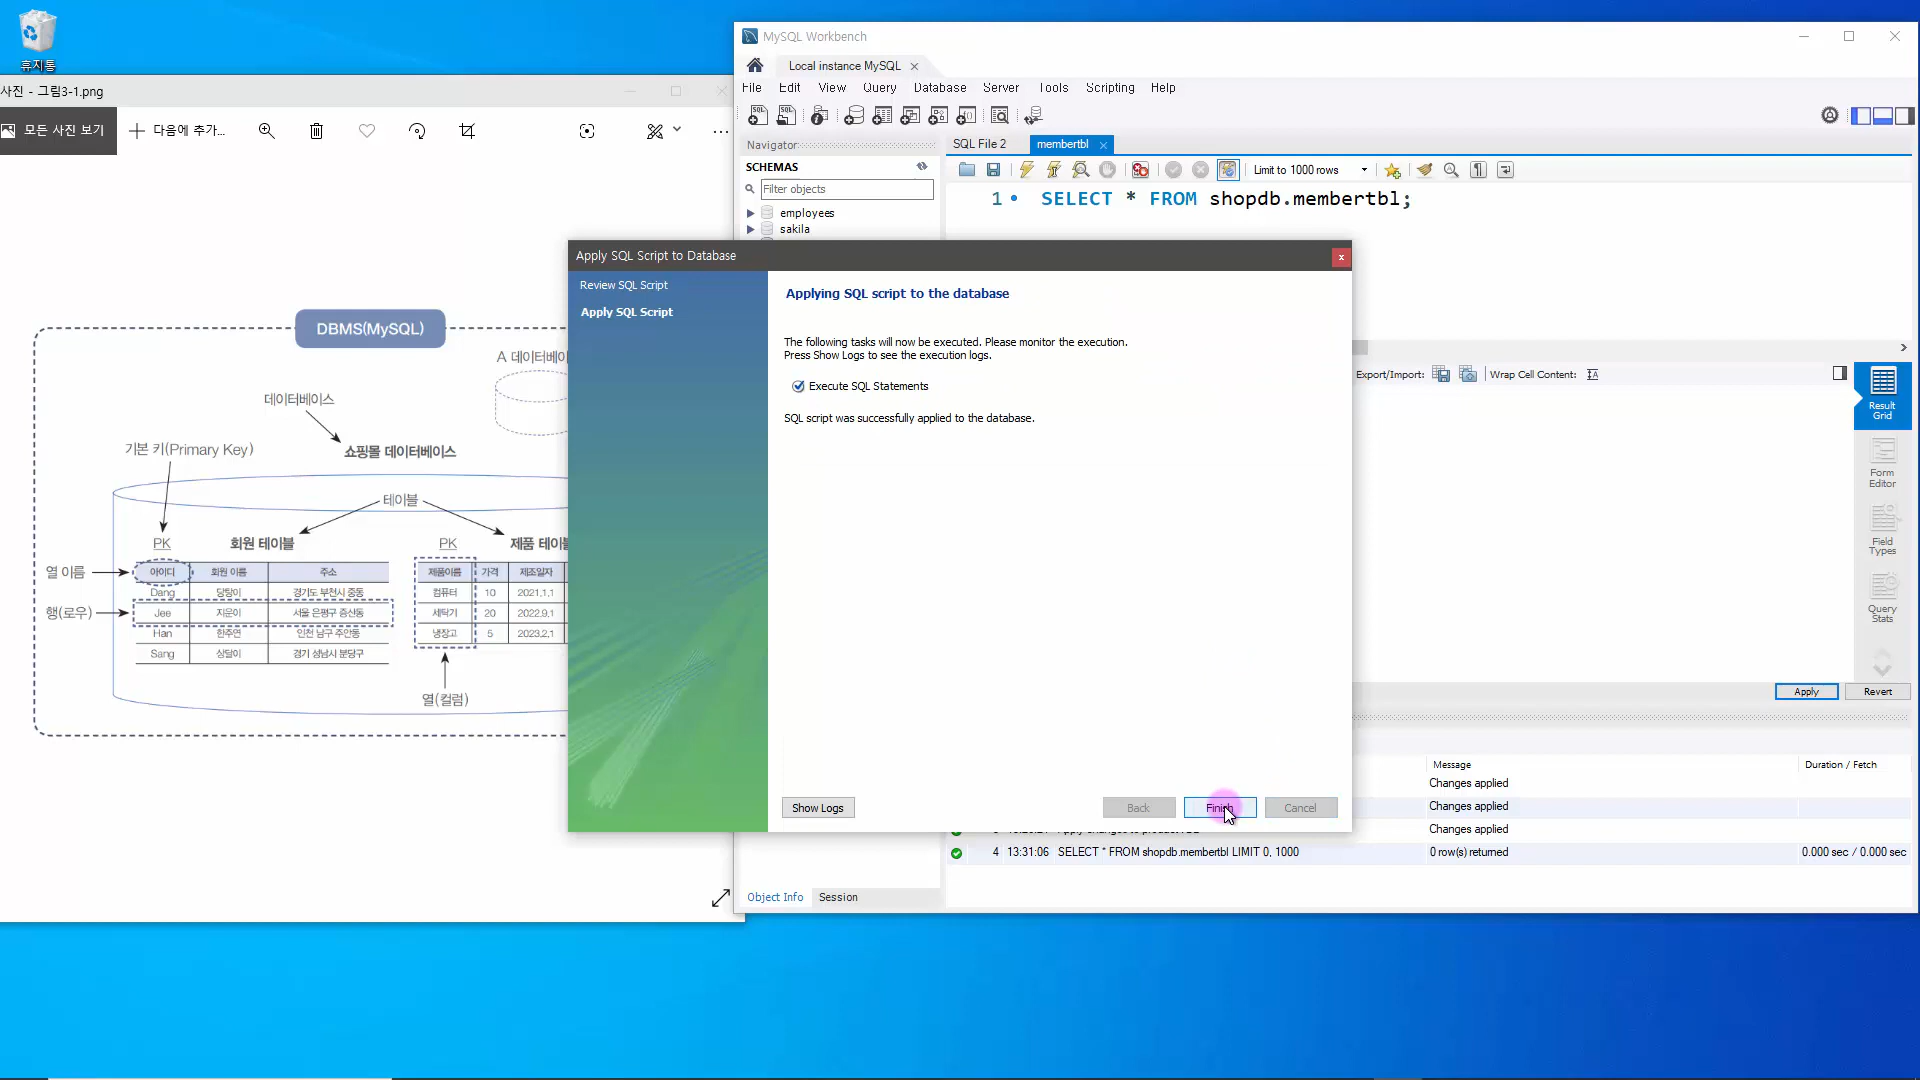 휴지통
사진 - 그림3-1.png
모든 사진 보기
다음에 추가...
DBMS(MySQL)
A 데이터베이
데이터베이스
기본 키(Primary Key)
쇼핑몰 데이터베이스
테이블
PK
회원 테이블
PK
제품 테이블
열 이름
아이디 회원 이름 주소
제품이름 가격 제조일자
Dang 당탕이 경기도 부천시 중동
컴퓨터 10 2021.1.1
행(로우)
Jee 지운이 서울 은평구 증산동
세탁기 20 2022.9.1
Han 한주연 인천 남구 주안동
냉장고 5 2023.2.1
Sang 상달이 경기 성남시 분당구
열(컬럼)
MySQL Workbench
Local instance MySQL
File Edit View Query Database Server Tools Scripting Help
Navigator
SCHEMAS
Filter objects
employees
sakila
SQL File 2
membertbl
Limit to 1000 rows
1 SELECT * FROM shopdb.membertbl;
Apply SQL Script to Database
Review SQL Script
Apply SQL Script
Applying SQL script to the database
The following tasks will now be executed. Please monitor the execution.
Press Show Logs to see the execution logs.
Execute SQL Statements
SQL script was successfully applied to the database.
Show Logs
Back
Finish
Cancel
Export/Import:
Wrap Cell Content:
Result
Grid
Form
Editor
Field
Types
Query
Stats
Apply
Revert
Message
Duration / Fetch
Changes applied
Changes applied
Changes applied
4 13:31:06 SELECT * FROM shopdb.membertbl LIMIT 0, 1000
0 row(s) returned
0.000 sec / 0.000 sec
Object Info
Session